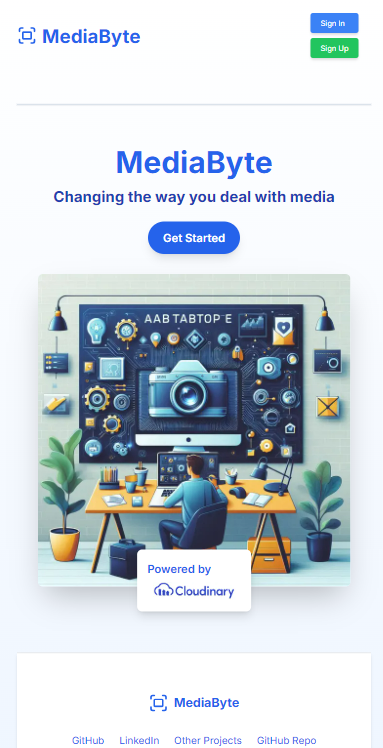 MediaByte
Sign In
Sign Up
MediaByte
Changing the way you deal with media
Get Started
AAB TABTOP E
Powered by
Cloudinary
MediaByte
GitHub LinkedIn Other Projects GitHub Repo